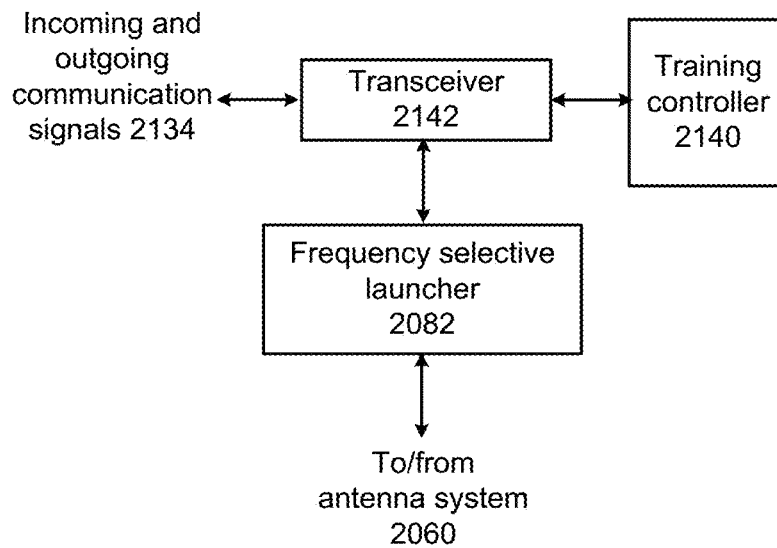 Incoming and
outgoing
communication
signals 2134
Transceiver
2142
Training
controller
2140
Frequency selective
launcher
2082
To/from
antenna system
2060